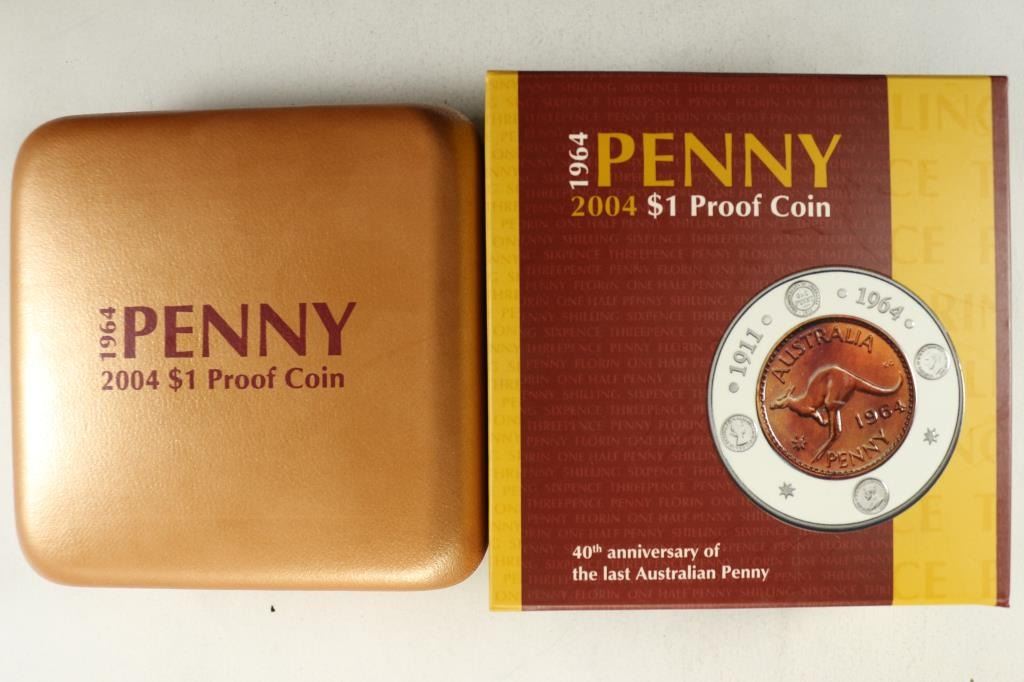 1964 PENNY
2004 $1 Proof Coin
1964 PENNY
2004 $1 Proof Coin
1911 1964
AUSTRALIA
1964
PENNY
40th anniversary of
the last Australian Penny